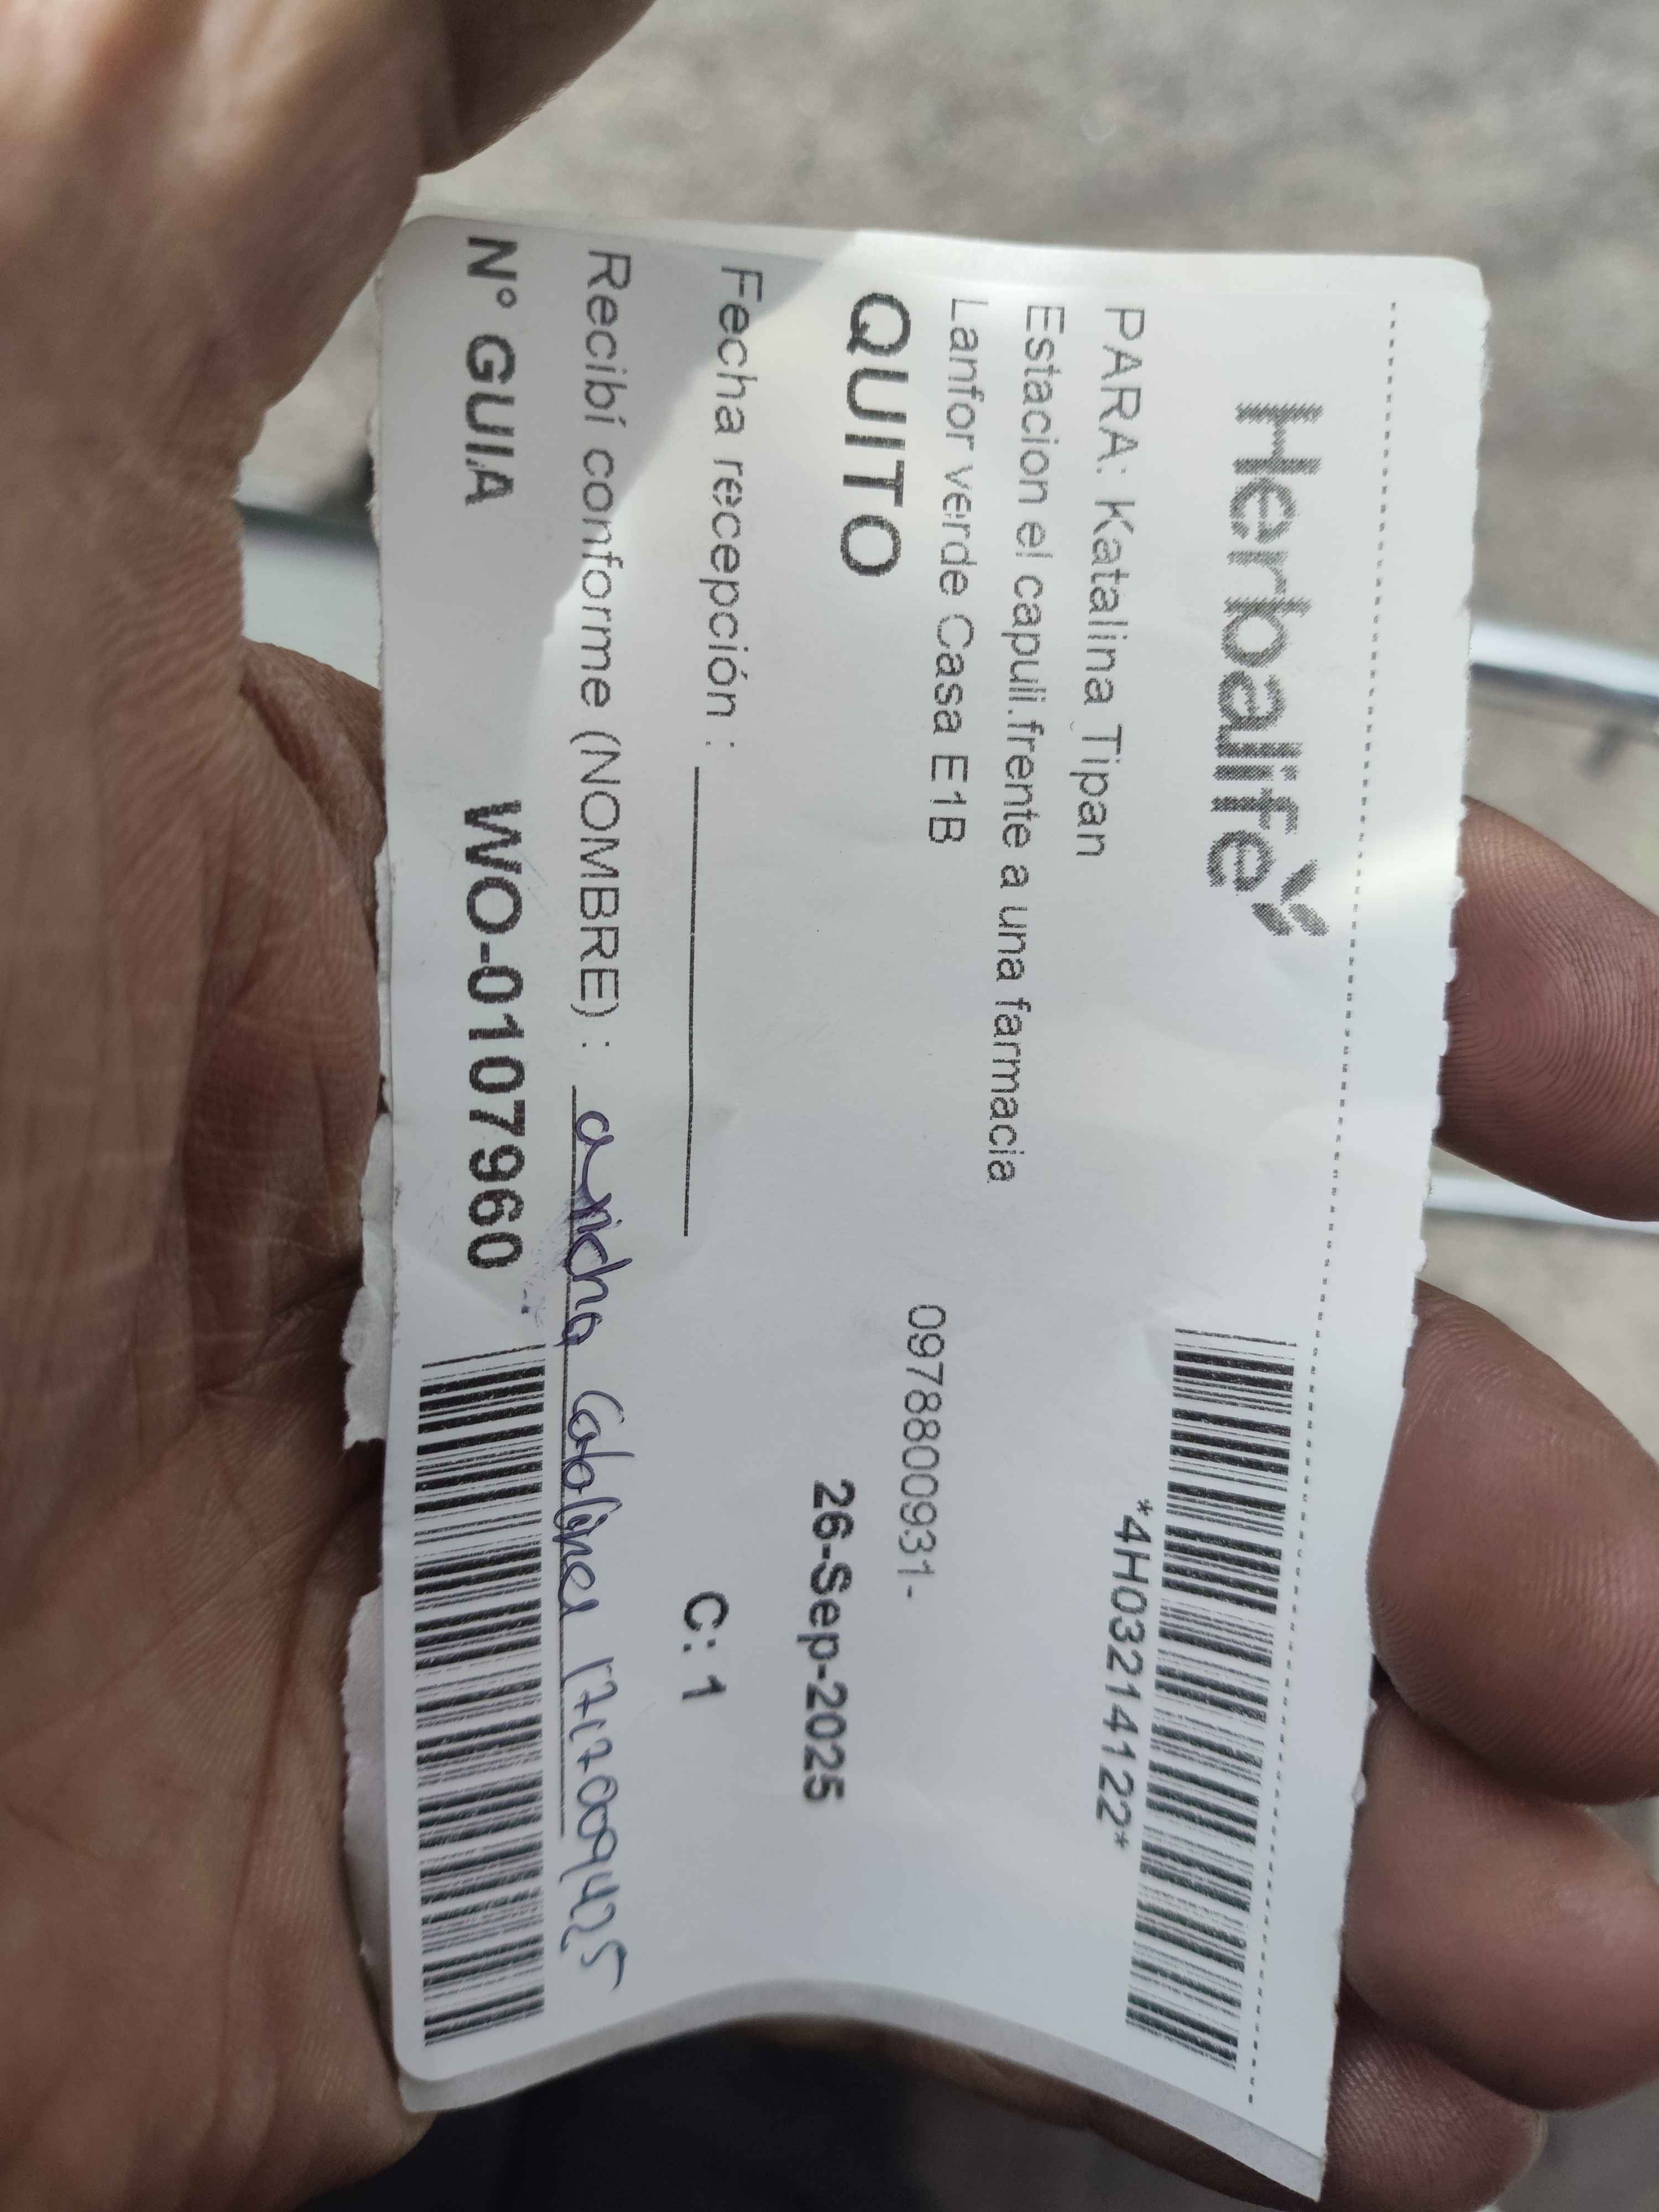 Herbalife
*4H03214122*
PARA: Katalina Tipan
Estacion el capuli.frente a una farmacia
Lanfor verde Casa E1B
0978800931-
QUITO
26-Sep-2025
Fecha recepción :
C: 1
Recibí conforme (NOMBRE) :
N° GUIA WO-0107960